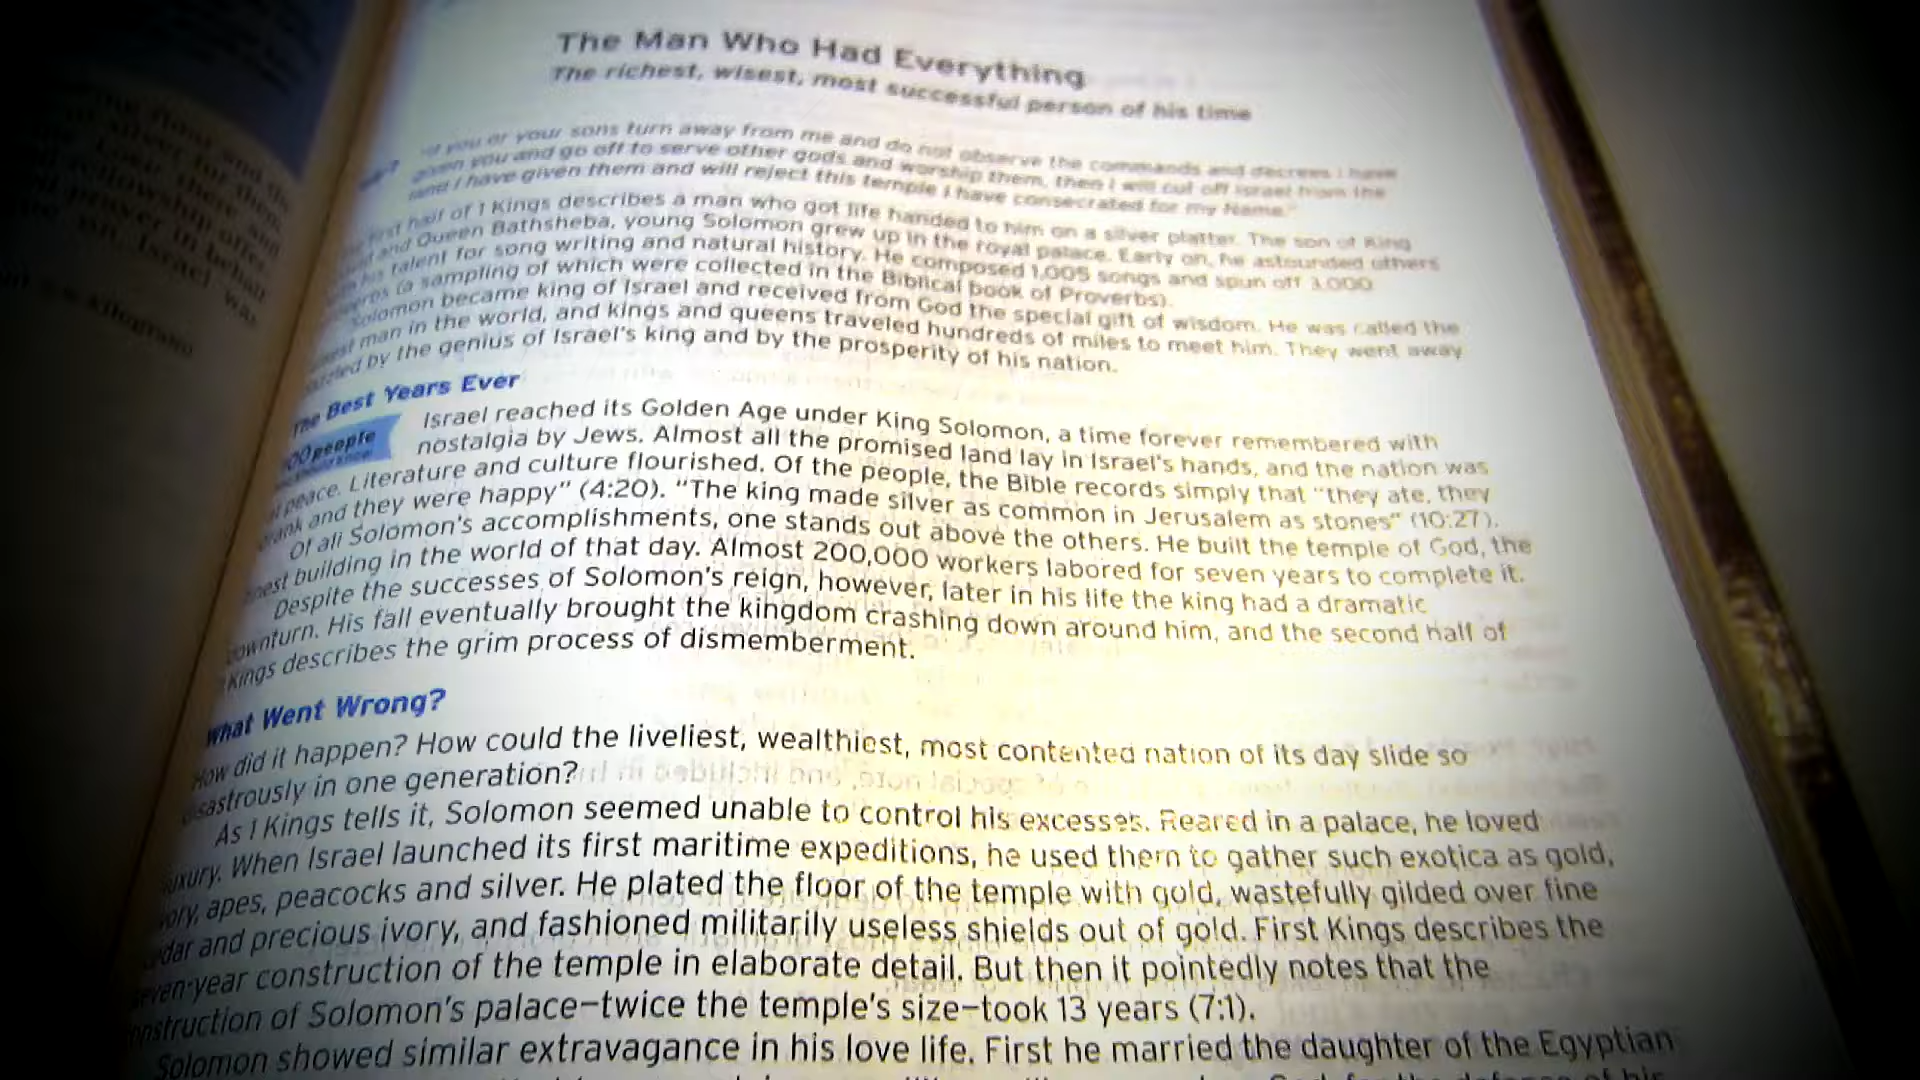 The Man Who Had Everything
The richest, wisest, most successful person of his time
"If you or your sons turn away from me and do not observe the commands and decrees I have
given you and go off to serve other gods and worship them, then I will cut off Israel from the
land I have given them and will reject this temple I have consecrated for my Name."
first half of 1 Kings describes a man who got life handed to him on a silver platter. The son of King
and Queen Bathsheba, young Solomon grew up in the royal palace. Early on, he astounded others
his talent for song writing and natural history. He composed 1,005 songs and spun off 3,000
(a sampling of which were collected in the Biblical book of Proverbs).
Solomon became king of Israel and received from God the special gift of wisdom. He was called the
man in the world, and kings and queens traveled hundreds of miles to meet him. They went away
by the genius of Israel's king and by the prosperity of his nation.
The Best Years Ever
100 people
Israel reached its Golden Age under King Solomon, a time forever remembered with
nostalgia by Jews. Almost all the promised land lay in Israel's hands, and the nation was
peace. Literature and culture flourished. Of the people, the Bible records simply that "they ate, they
drank and they were happy" (4:20). "The king made silver as common in Jerusalem as stones" (10:27).
Of all Solomon's accomplishments, one stands out above the others. He built the temple of God, the
building in the world of that day. Almost 200,000 workers labored for seven years to complete it.
Despite the successes of Solomon's reign, however, later in his life the king had a dramatic
downturn. His fall eventually brought the kingdom crashing down around him, and the second half of
Kings describes the grim process of dismemberment.
What Went Wrong?
How did it happen? How could the liveliest, wealthiest, most contented nation of its day slide so
disastrously in one generation?
As 1 Kings tells it, Solomon seemed unable to control his excesses. Reared in a palace, he loved
luxury. When Israel launched its first maritime expeditions, he used them to gather such exotica as gold,
ivory, apes, peacocks and silver. He plated the floor of the temple with gold, wastefully gilded over fine
cedar and precious ivory, and fashioned militarily useless shields out of gold. First Kings describes the
seven-year construction of the temple in elaborate detail. But then it pointedly notes that the
construction of Solomon's palace—twice the temple's size—took 13 years (7:1).
Solomon showed similar extravagance in his love life. First he married the daughter of the Egyptian